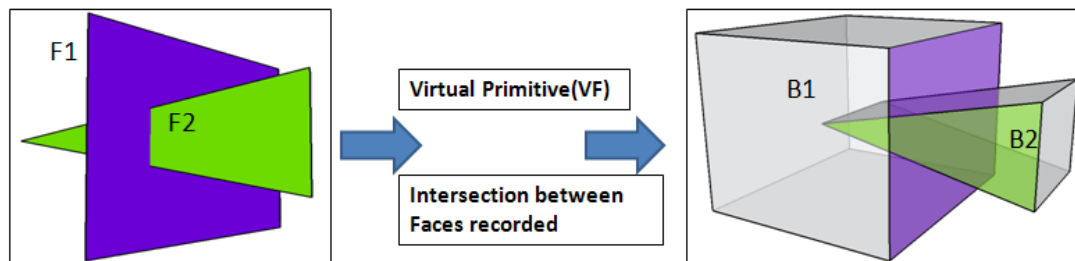 F1
F2
Virtual Primitive(VF)
Intersection between
Faces recorded
B1
B2